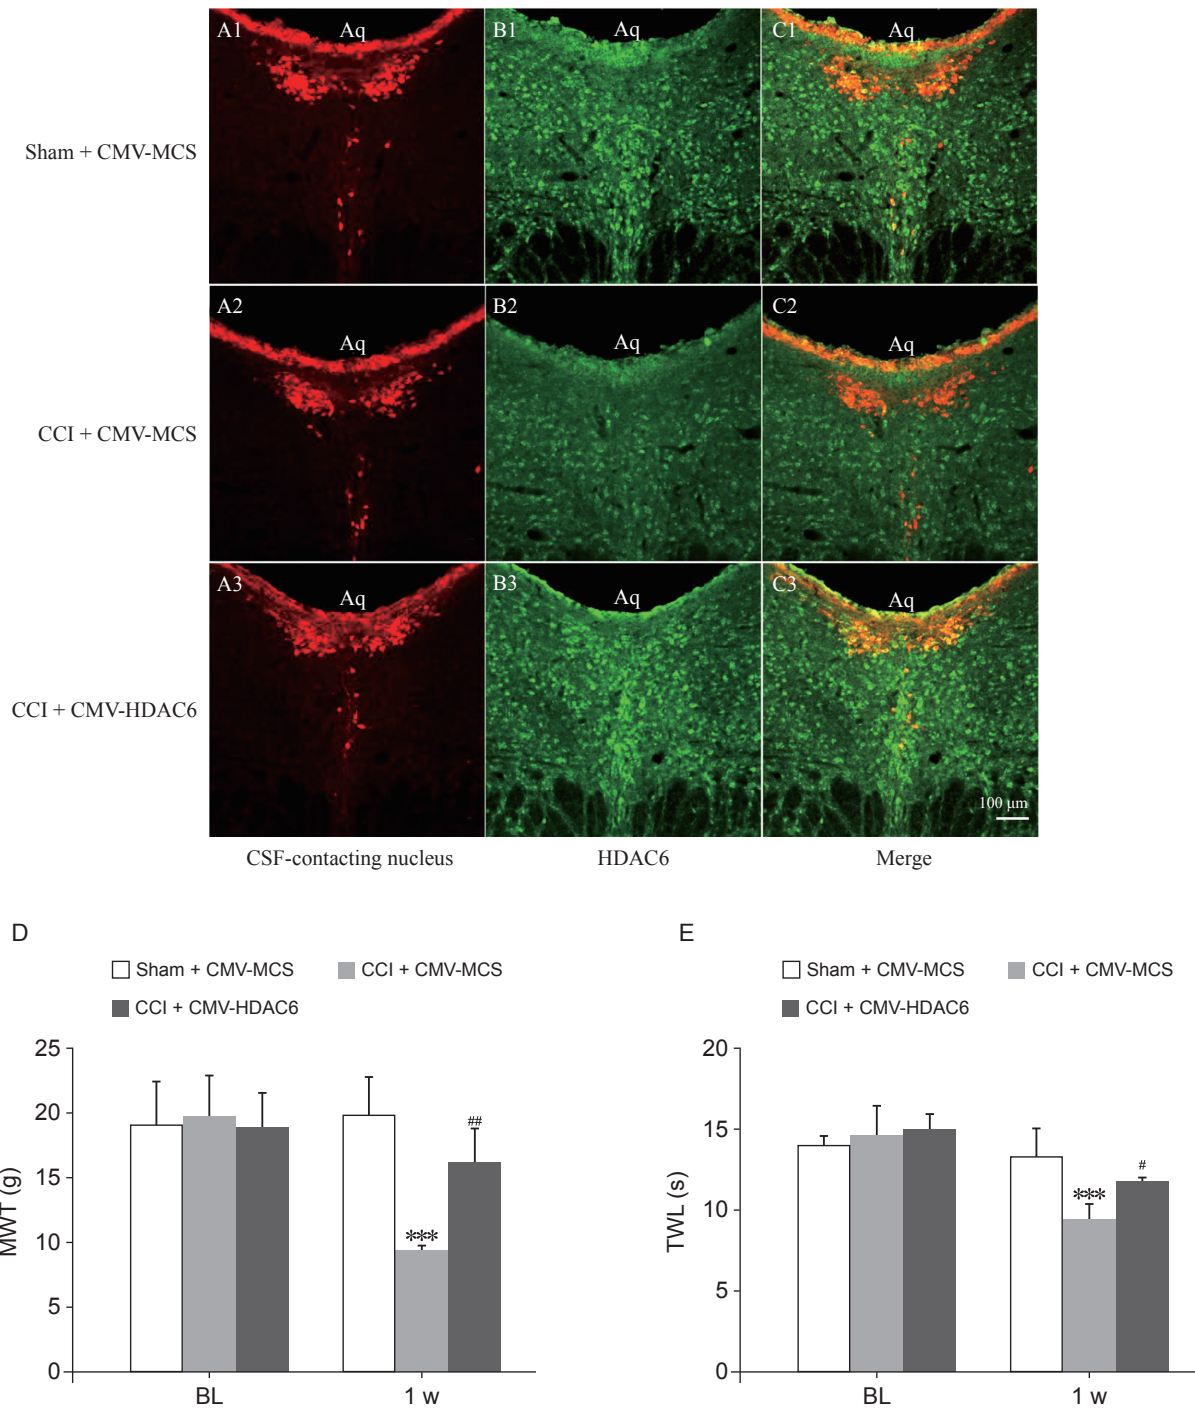 A1
Aq
B1
Aq
C1
Aq
Sham + CMV-MCS
A2
Aq
B2
Aq
C2
Aq
CCI + CMV-MCS
A3
Aq
B3
Aq
C3
Aq
CCI + CMV-HDAC6
100 μm
CSF-contacting nucleus
HDAC6
Merge
D
Sham + CMV-MCS
CCI + CMV-MCS
CCI + CMV-HDAC6
25
20
15
10
5
0
MWT (g)
##
***
BL
1 w
E
Sham + CMV-MCS
CCI + CMV-MCS
CCI + CMV-HDAC6
20
15
10
5
0
TWL (s)
#
***
BL
1 w